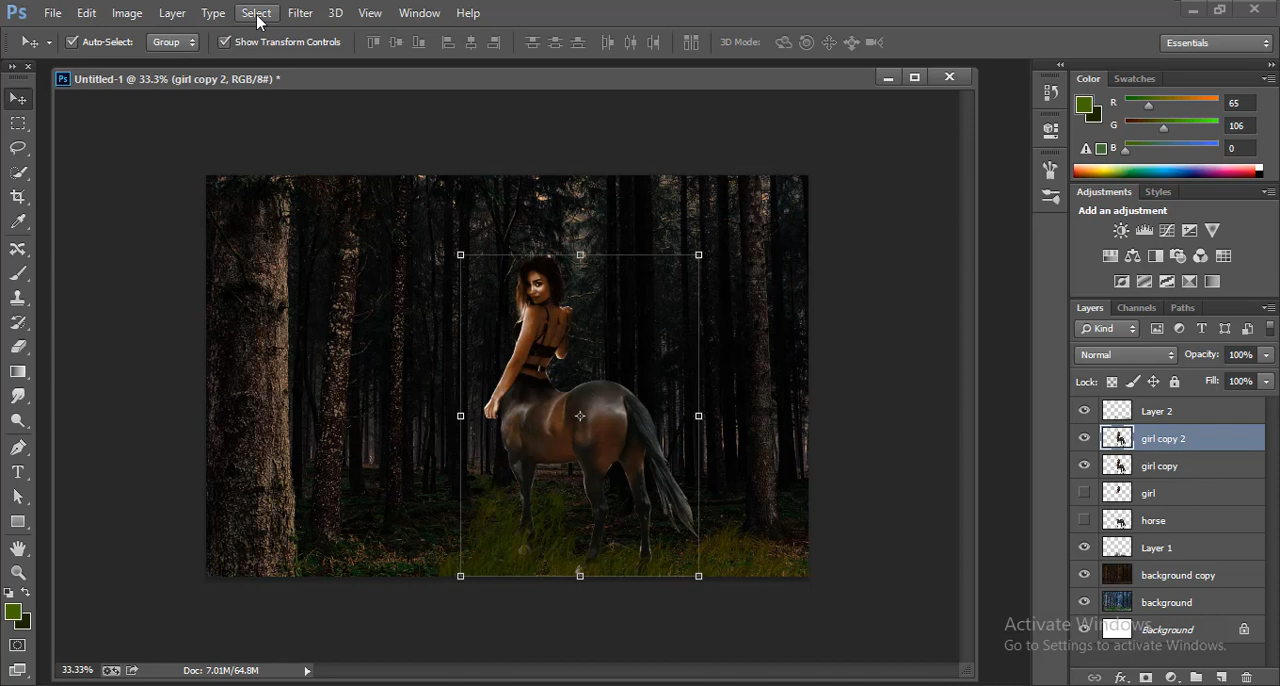 Ps File Edit Image Layer Type Select Filter 3D View Window Help
Auto-Select: Group Show Transform Controls 3D Mode: Essentials
Ps Untitled-1 @ 33.3% (girl copy 2, RGB/8#) *
Color Swatches
R 65
G 106
B 0
Adjustments Styles
Add an adjustment
Layers Channels Paths
Kind
Normal Opacity: 100%
Lock: Fill: 100%
Layer 2
girl copy 2
girl copy
girl
horse
Layer 1
background copy
background
Background
Activate Windows
Go to Settings to activate Windows.
33.33% Doc: 7.01M/64.8M